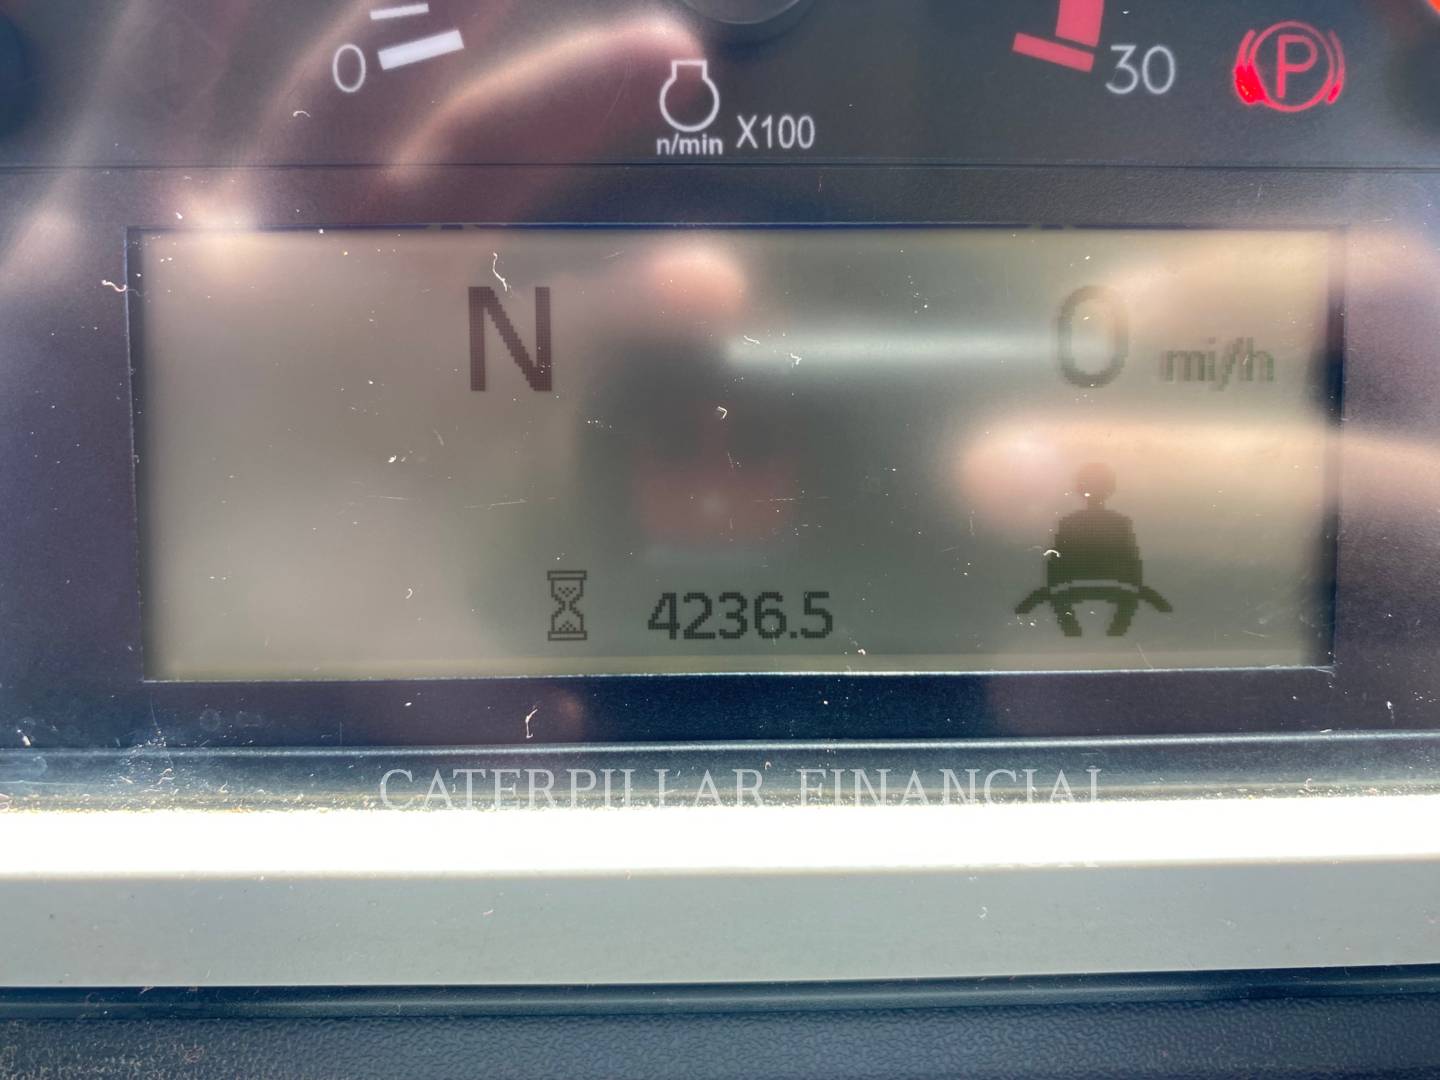 0
30
P
n/min X100
N
0 mi/h
4236.5
CATERPILLAR FINANCIAL